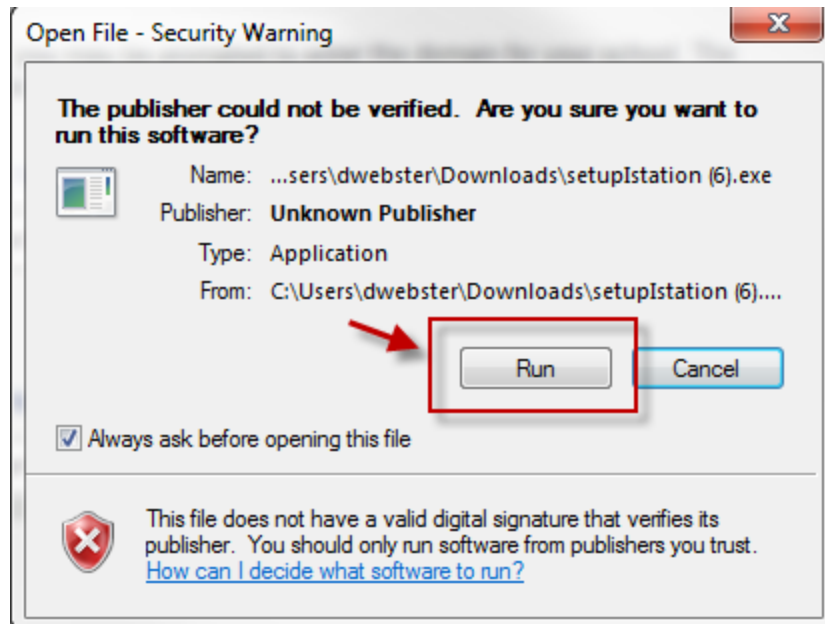 Open File - Security Warning
The publisher could not be verified. Are you sure you want to
run this software?
Name: ...sers\dwebster\Downloads\setupIstation (6).exe
Publisher: Unknown Publisher
Type: Application
From: C:\Users\dwebster\Downloads\setupIstation (6)....
Run Cancel
Always ask before opening this file
This file does not have a valid digital signature that verifies its
publisher. You should only run software from publishers you trust.
How can I decide what software to run?